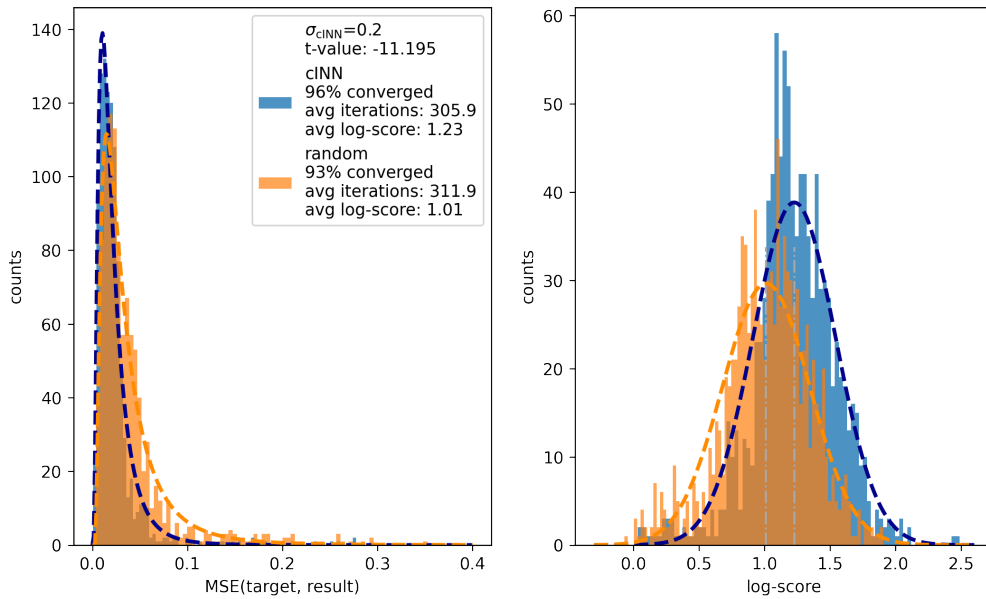 σcINN=0.2
t-value: -11.195
cINN
96% converged
avg iterations: 305.9
avg log-score: 1.23
random
93% converged
avg iterations: 311.9
avg log-score: 1.01
counts
140
120
100
80
60
40
20
0
0.0 0.1 0.2 0.3 0.4
MSE(target, result)
counts
60
50
40
30
20
10
0
0.0 0.5 1.0 1.5 2.0 2.5
log-score